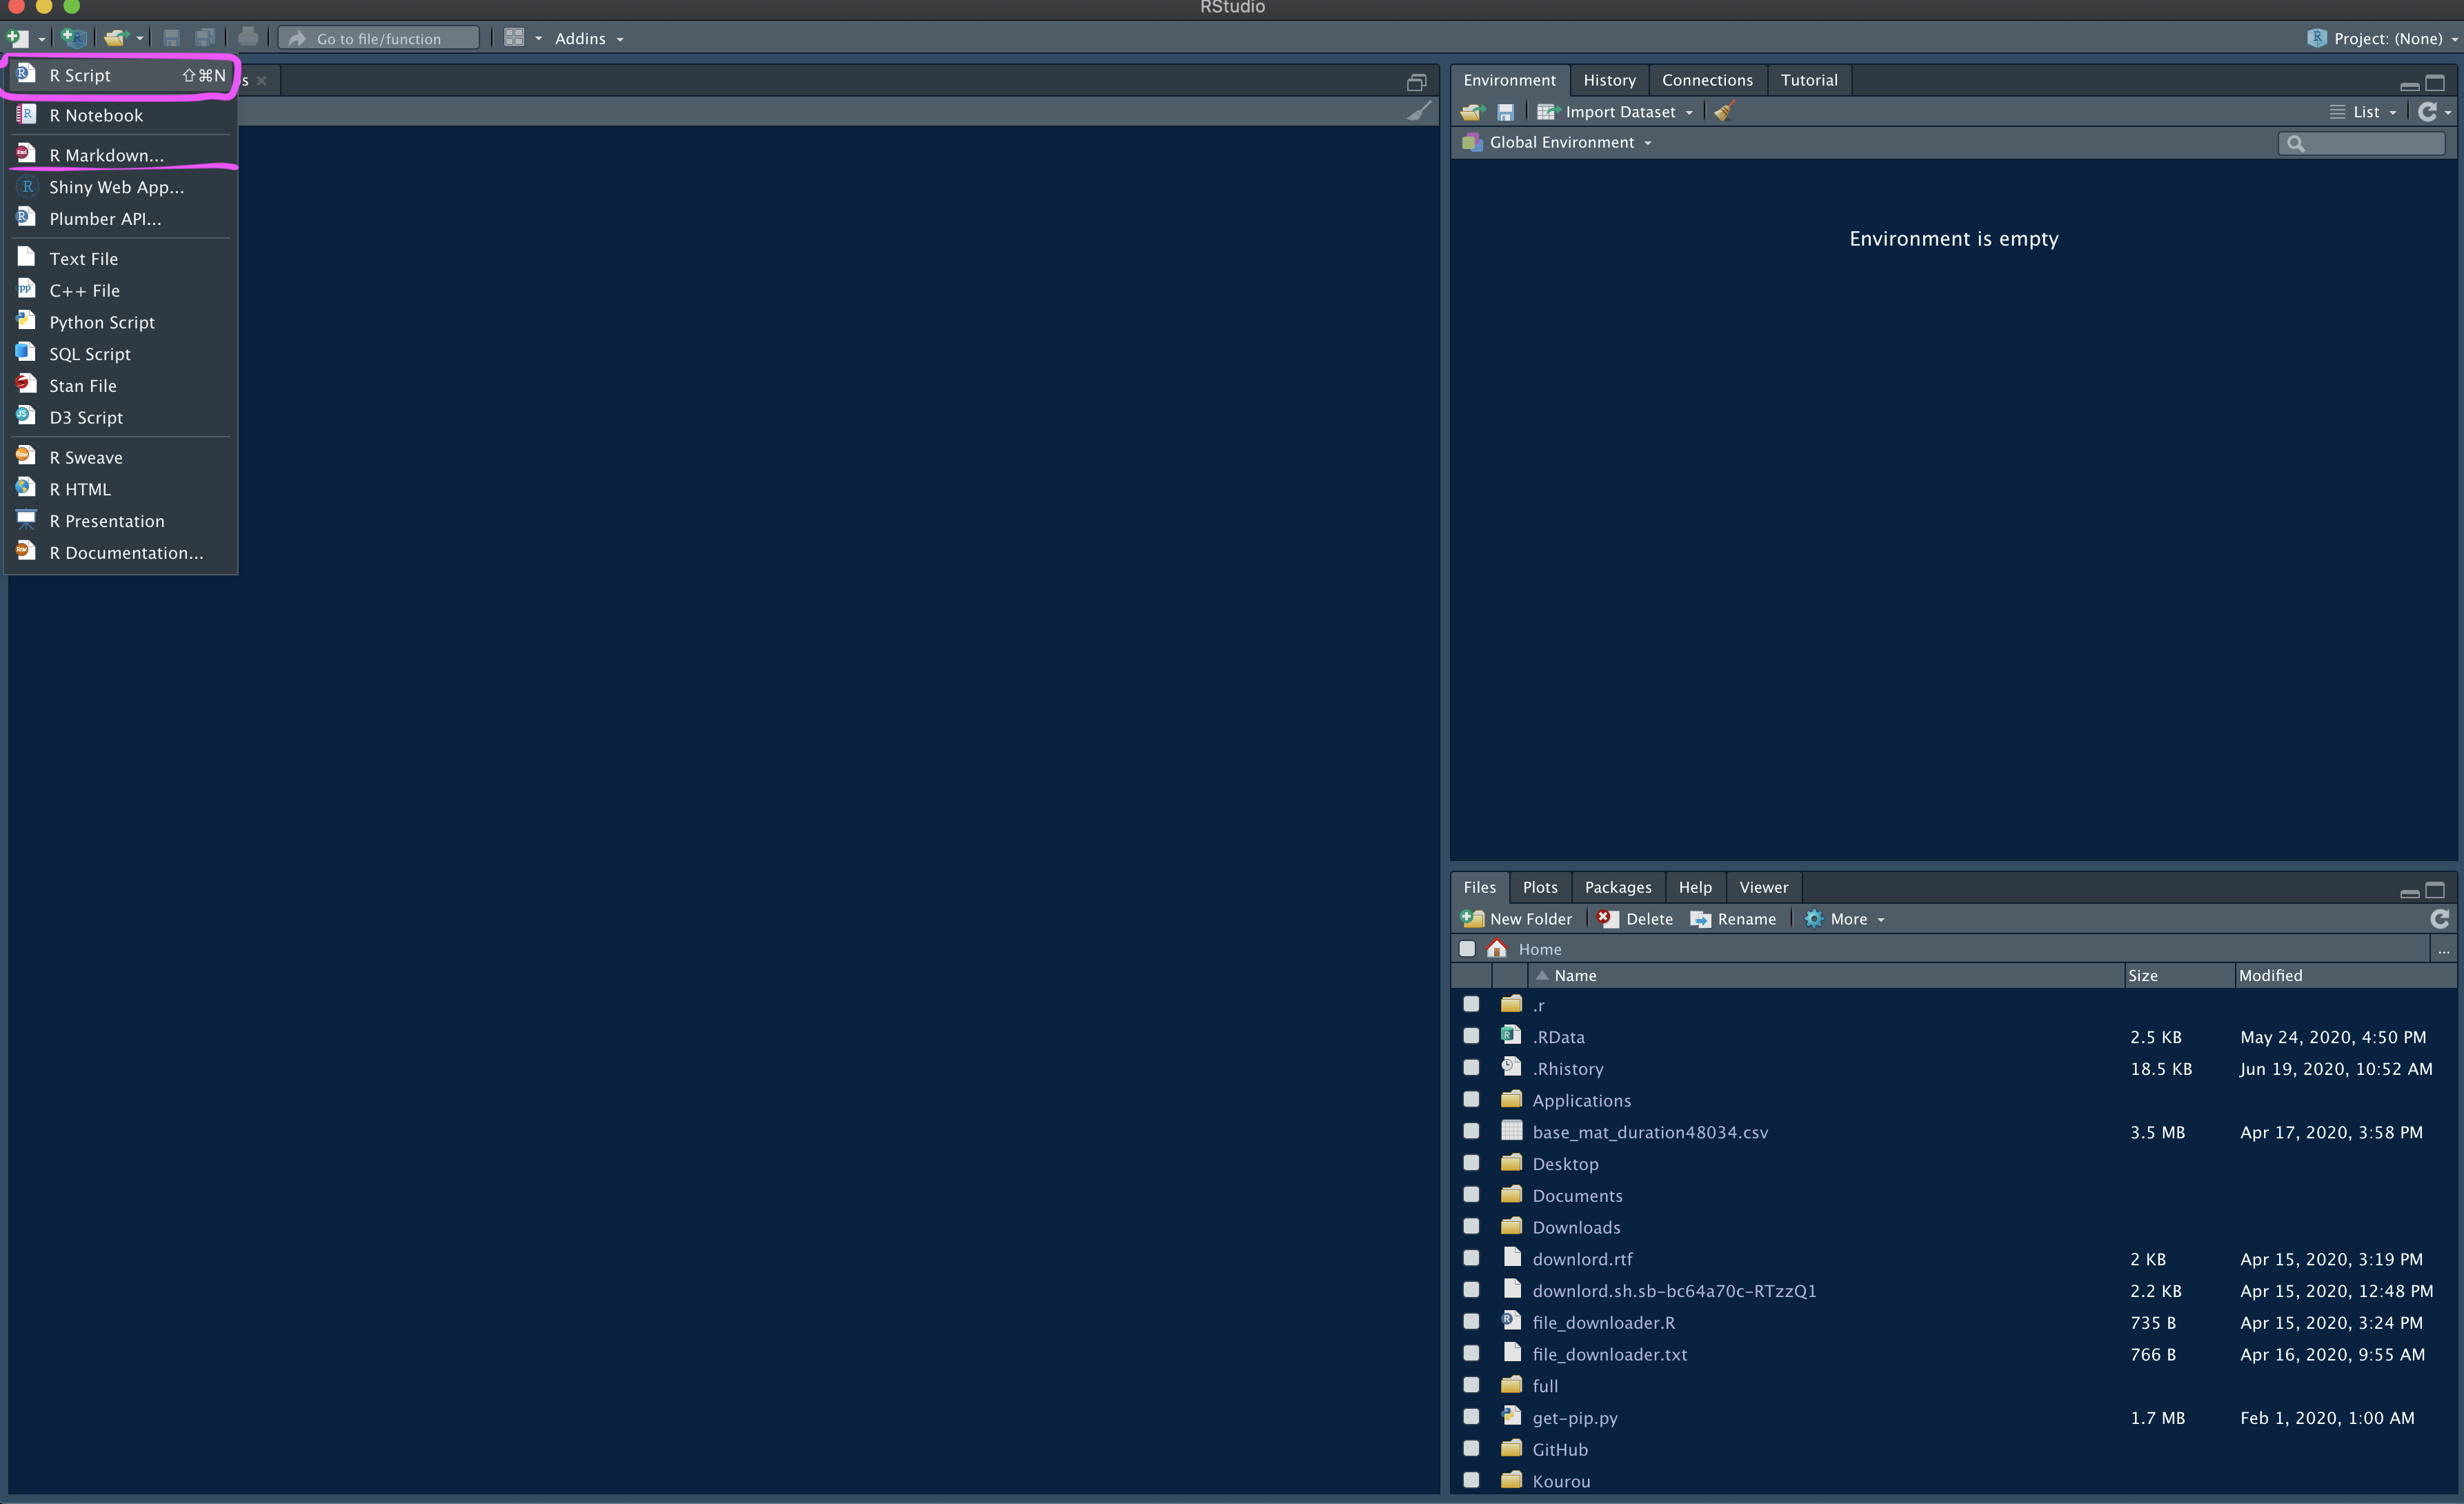 RStudio
Go to file/function
Addins
Project: (None)
R Script ⇧⌘N
s
R Notebook
R Markdown...
Shiny Web App...
Plumber API...
Text File
C++ File
Python Script
SQL Script
Stan File
D3 Script
R Sweave
R HTML
R Presentation
R Documentation...
Environment History Connections Tutorial
Import Dataset
List
Global Environment
Environment is empty
Files Plots Packages Help Viewer
New Folder Delete Rename More
Home ...
Name Size Modified
.r
.RData 2.5 KB May 24, 2020, 4:50 PM
.Rhistory 18.5 KB Jun 19, 2020, 10:52 AM
Applications
base_mat_duration48034.csv 3.5 MB Apr 17, 2020, 3:58 PM
Desktop
Documents
Downloads
downlord.rtf 2 KB Apr 15, 2020, 3:19 PM
downlord.sh.sb-bc64a70c-RTzzQ1 2.2 KB Apr 15, 2020, 12:48 PM
file_downloader.R 735 B Apr 15, 2020, 3:24 PM
file_downloader.txt 766 B Apr 16, 2020, 9:55 AM
full
get-pip.py 1.7 MB Feb 1, 2020, 1:00 AM
GitHub
Kourou